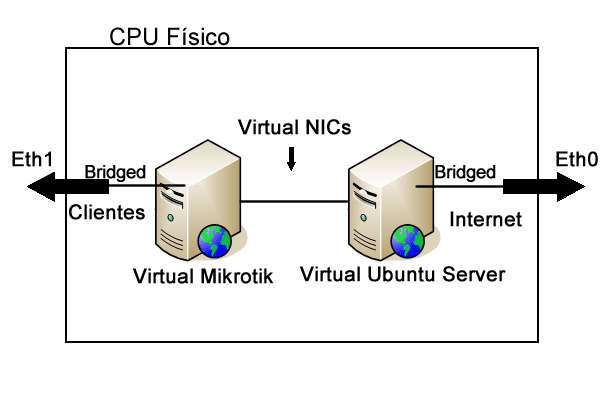 CPU Físico
Virtual NICs
Eth1
Bridged
Bridged
Eth0
Clientes
Internet
Virtual Mikrotik
Virtual Ubuntu Server